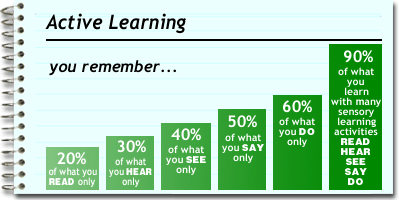 Active Learning
you remember...
20%
of what you
READ only
30%
of what
you HEAR
only
40%
of what
you SEE
only
50%
of what
you SAY
only
60%
of what
you DO
only
90%
of what
you
learn
with many
sensory
learning
activities
READ
HEAR
SEE
SAY
DO